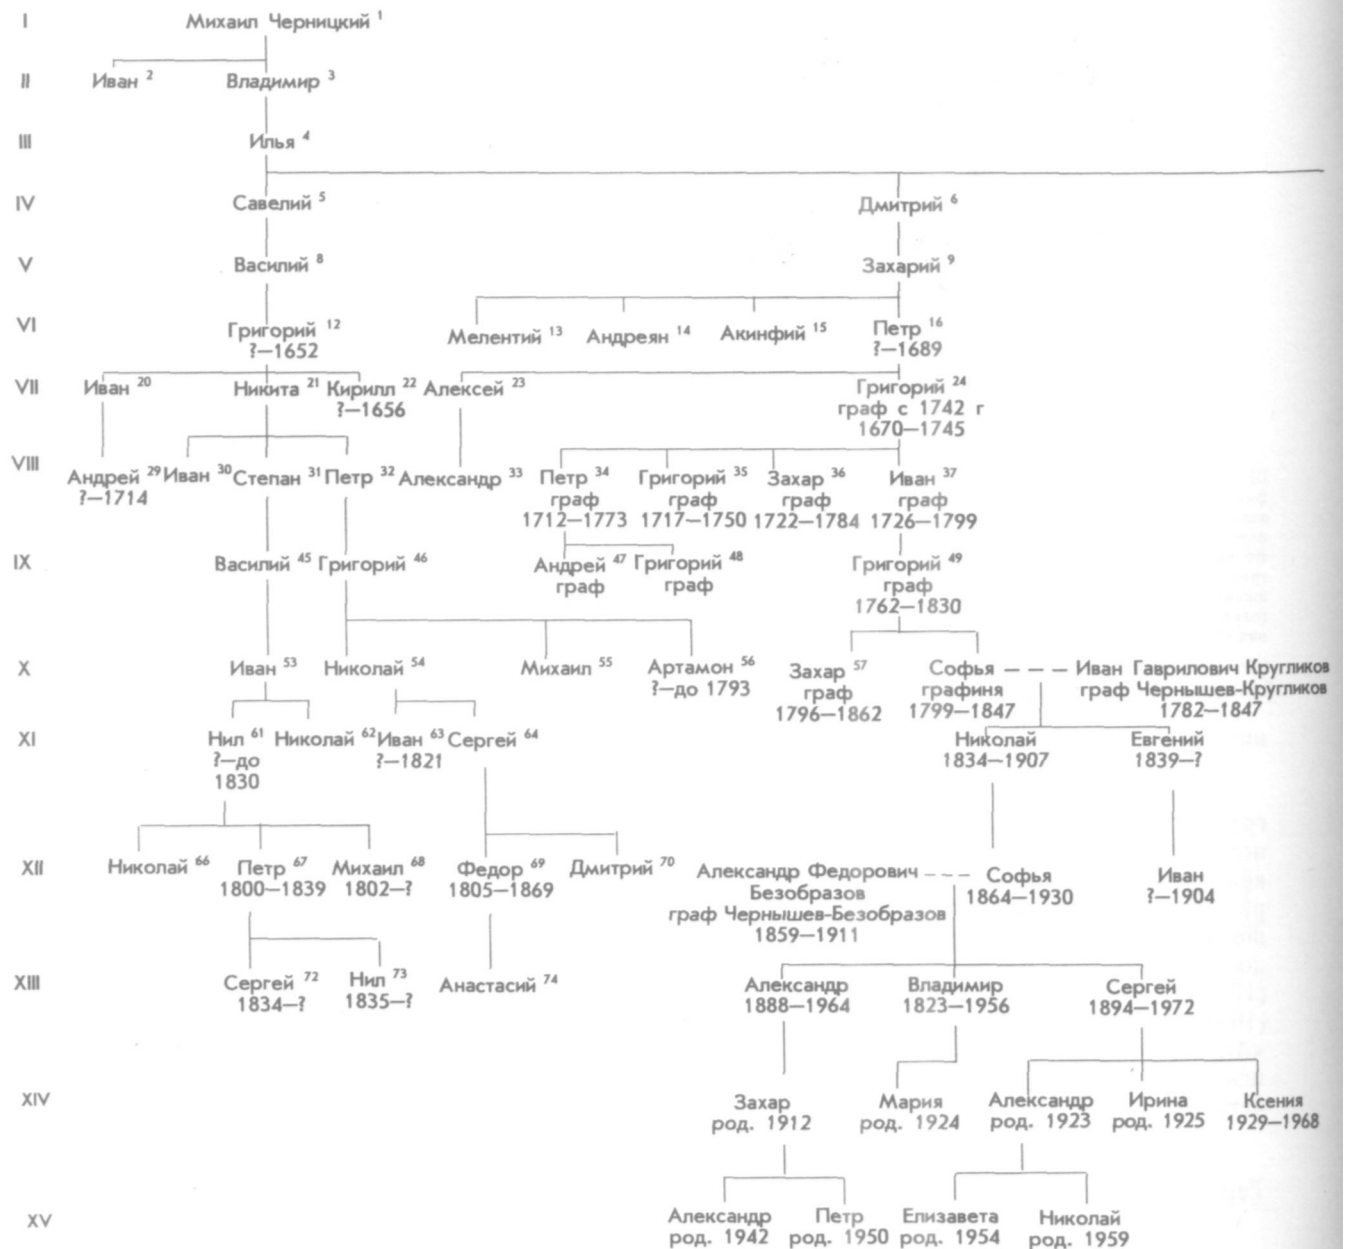 I Михаил Черницкий 1
II Иван 2 Владимир 3
III Илья 4
IV Савелий 5 Дмитрий 6
V Василий 8 Захарий 9
VI Григорий 12 Мелентий 13 Андреян 14 Акинфий 15 Петр 16
?—1652 ?—1689
VII Иван 20 Никита 21 Кирилл 22 Алексей 23 Григорий 24
?—1656 граф с 1742 г
1670—1745
VIII Андрей 29 Иван 30 Степан 31 Петр 32 Александр 33 Петр 34 Григорий 35 Захар 36 Иван 37
?—1714 граф граф граф граф
1712—1773 1717—1750 1722—1784 1726—1799
IX Василий 45 Григорий 46 Андрей 47 Григорий 48 Григорий 49
граф граф граф
1762—1830
X Иван 53 Николай 54 Михаил 55 Артамон 56 Захар 57 Софья Иван Гаврилович Кругликов
?—до 1793 граф графиня граф Чернышев-Кругликов
1796—1862 1799—1847 1782—1847
XI Нил 61 Николай 62 Иван 63 Сергей 64 Николай Евгений
?—до ?—1821 1834—1907 1839—?
1830
XII Николай 66 Петр 67 Михаил 68 Федор 69 Дмитрий 70 Александр Федорович Софья Иван
1800—1839 1802—? 1805—1869 Безобразов 1864—1930 ?—1904
граф Чернышев-Безобразов
1859—1911
XIII Сергей 72 Нил 73 Анастасий 74 Александр Владимир Сергей
1834—? 1835—? 1888—1964 1823—1956 1894—1972
XIV Захар Мария Александр Ирина Ксения
род. 1912 род. 1924 род. 1923 род. 1925 1929—1968
XV Александр Петр Елизавета Николай
род. 1942 род. 1950 род. 1954 род. 1959